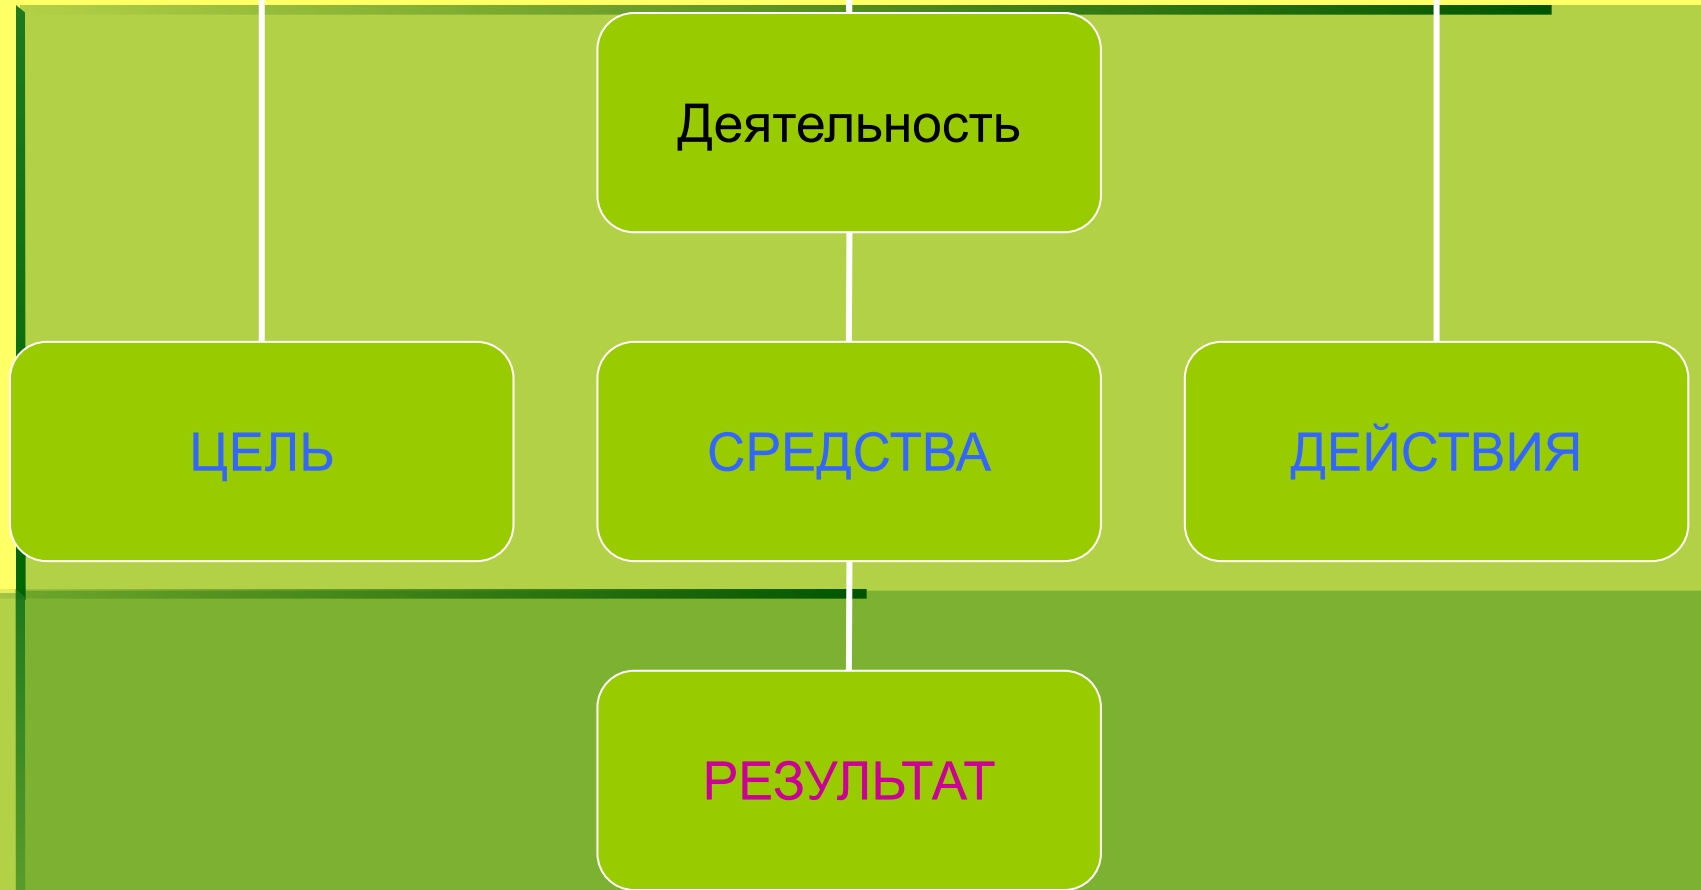 Деятельность
ЦЕЛЬ
СРЕДСТВА
ДЕЙСТВИЯ
РЕЗУЛЬТАТ